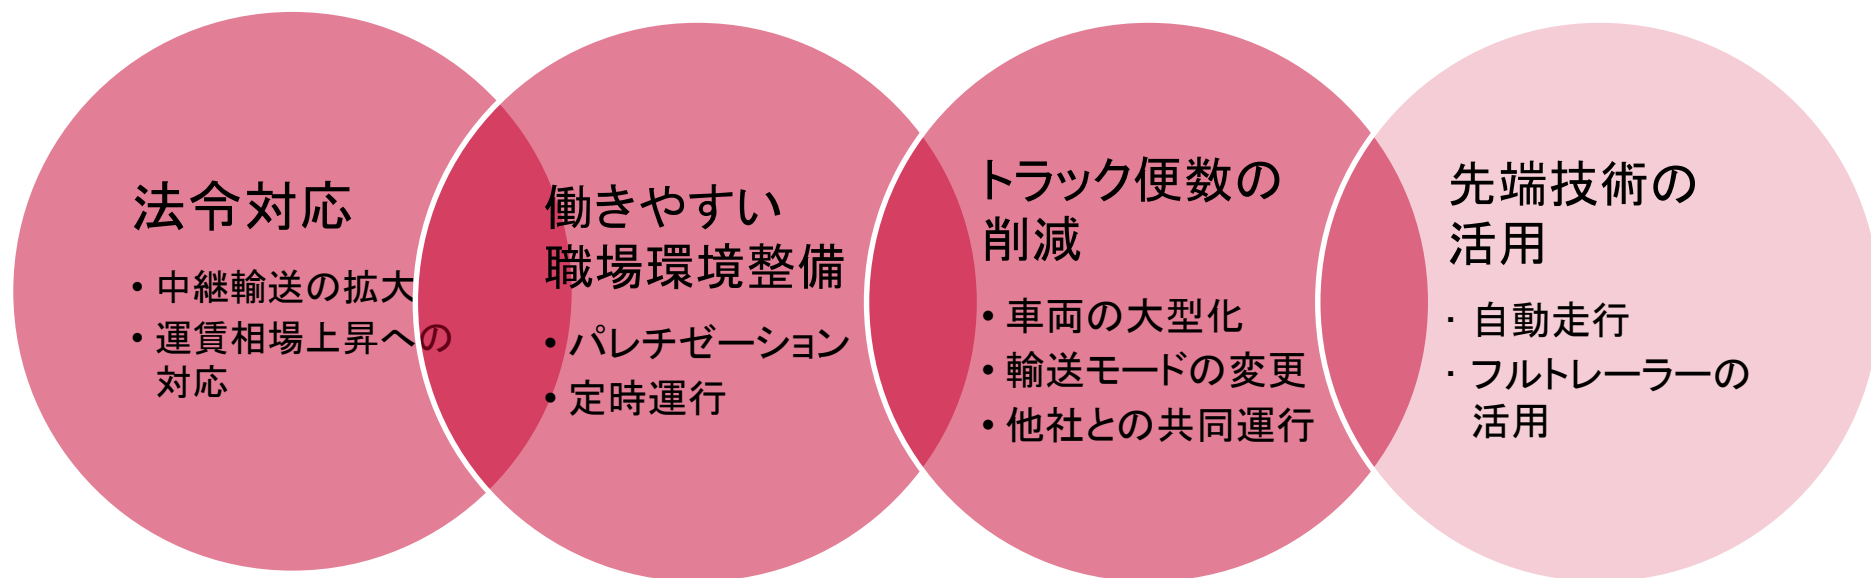 法令対応
• 中継輸送の拡大
• 運賃相場上昇への
対応
働きやすい
職場環境整備
• パレチゼーション
• 定時運行
トラック便数の
削減
• 車両の大型化
• 輸送モードの変更
• 他社との共同運行
先端技術の
活用
· 自動走行
· フルトレーラーの
活用